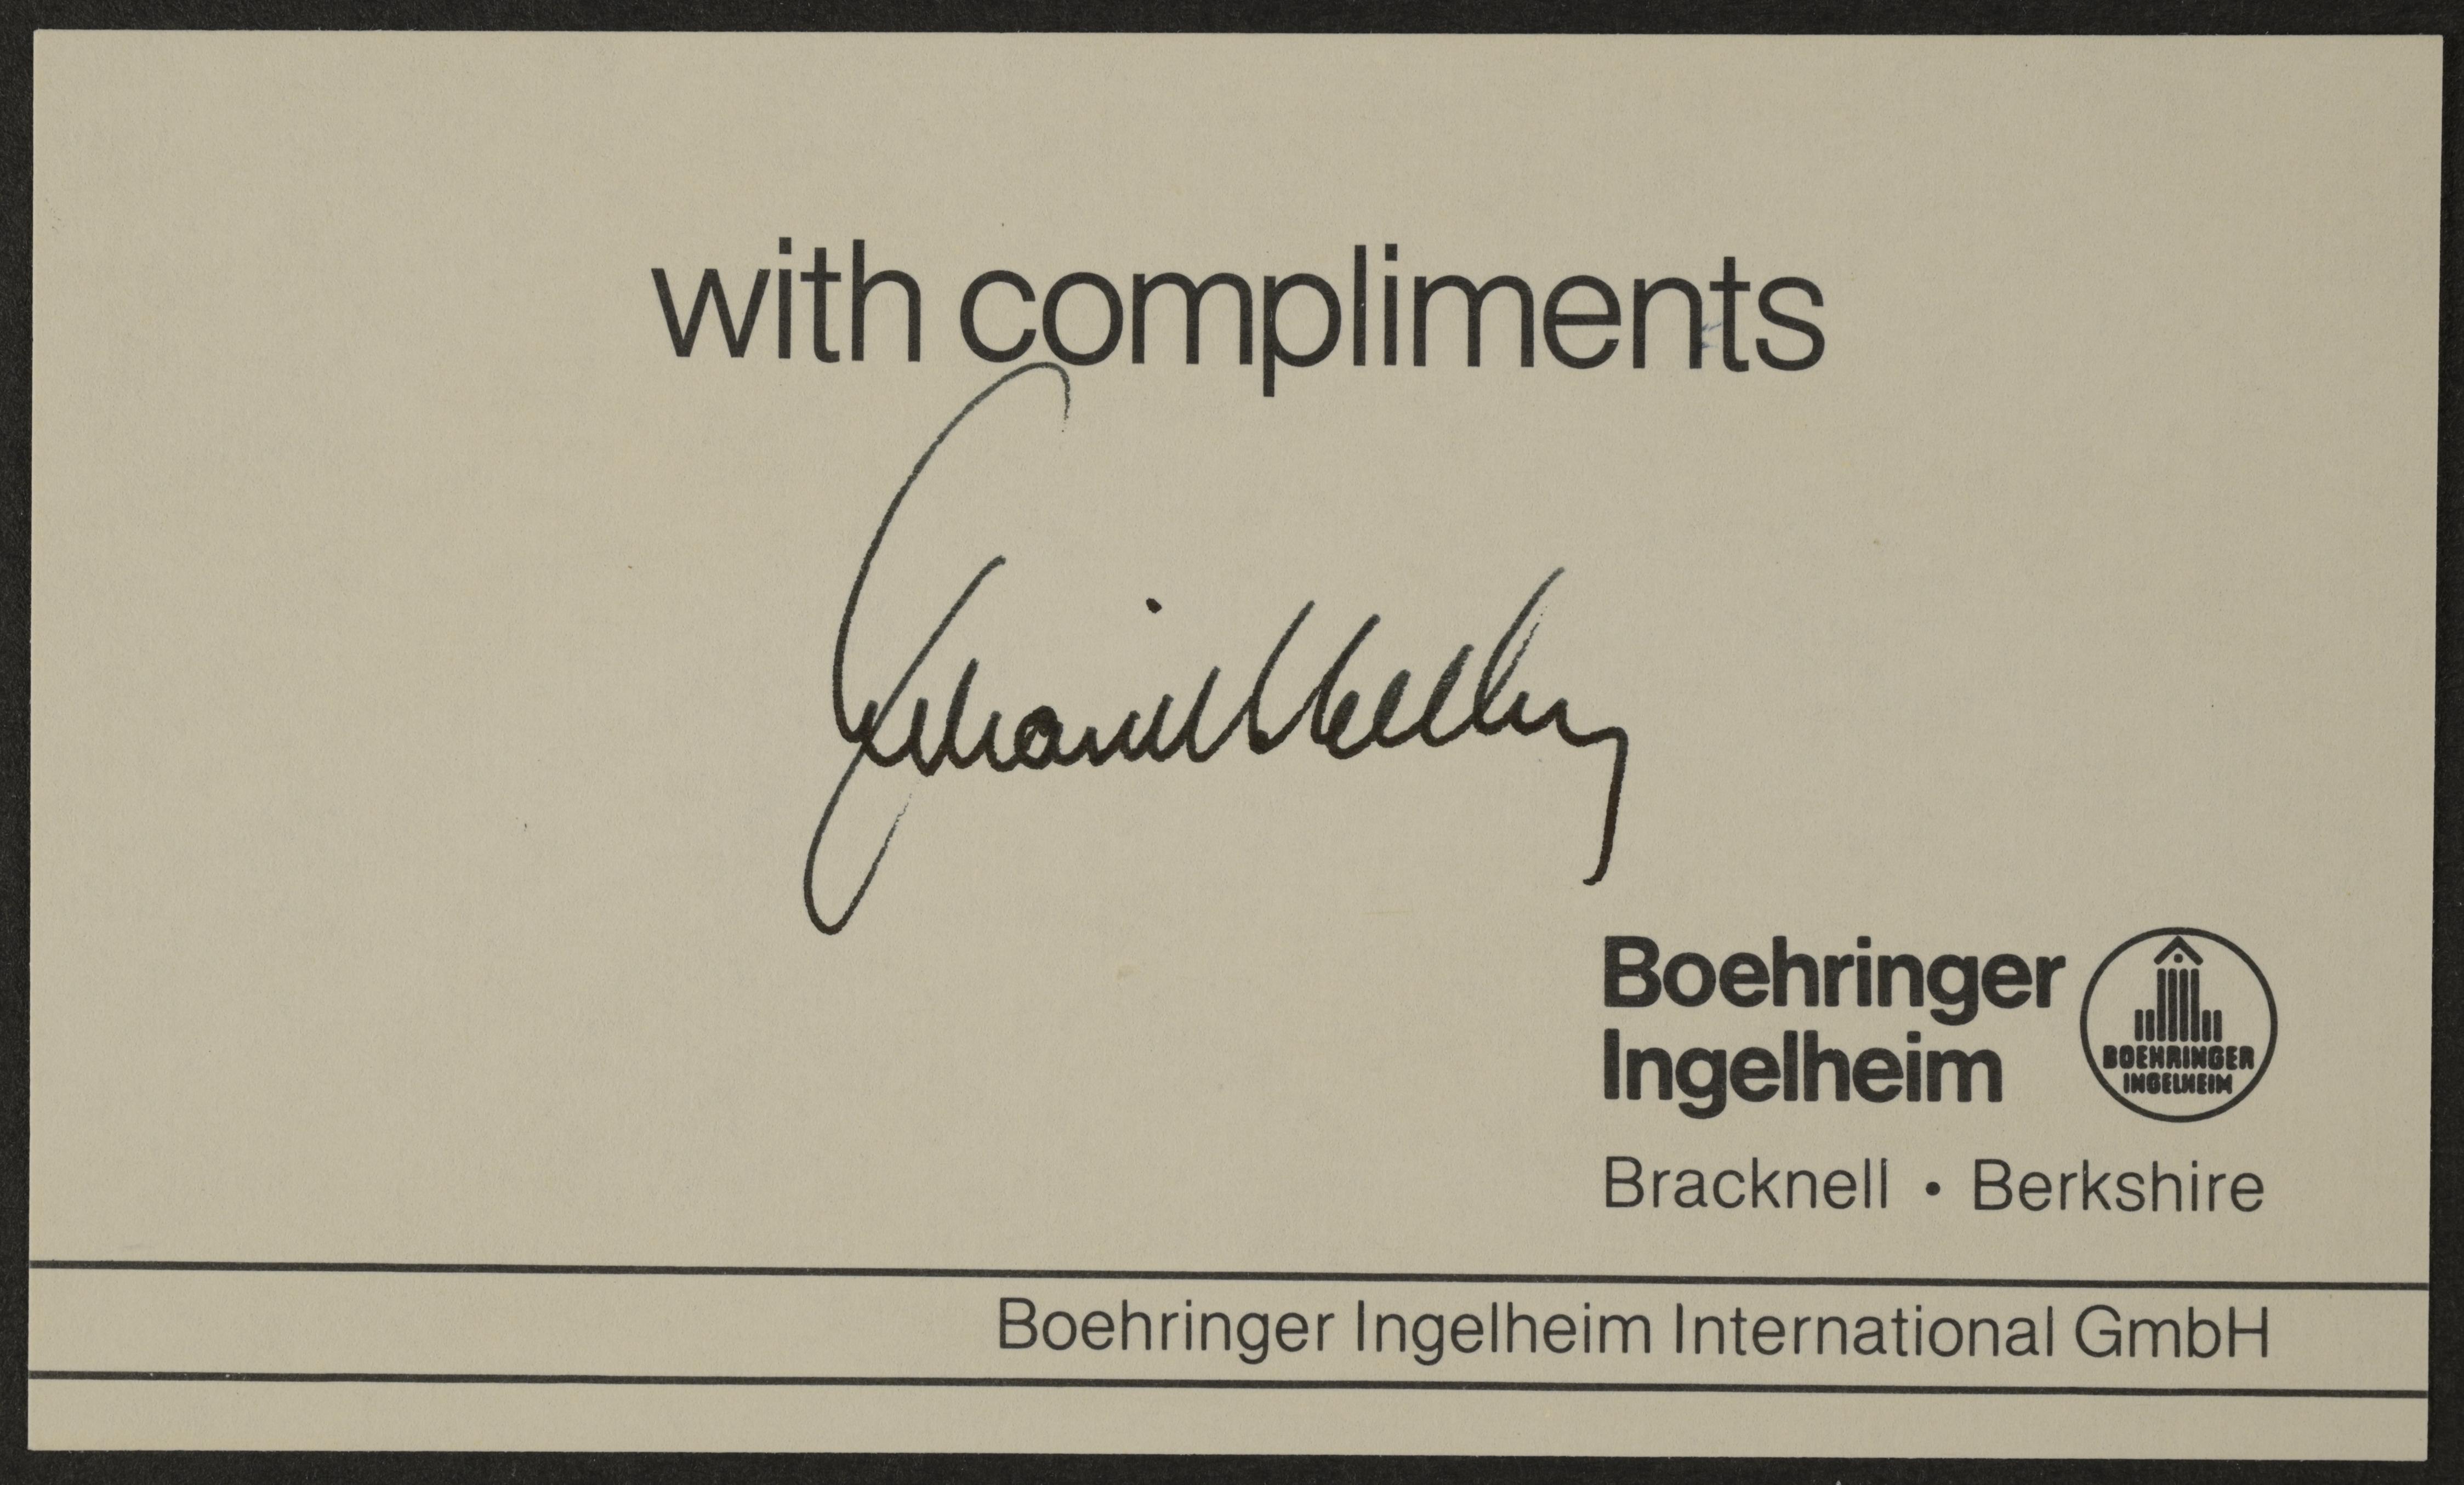 with compliments
Boehringer
Ingelheim
BOEHRINGER
INGELHEIM
Bracknell • Berkshire
Boehringer Ingelheim International GmbH